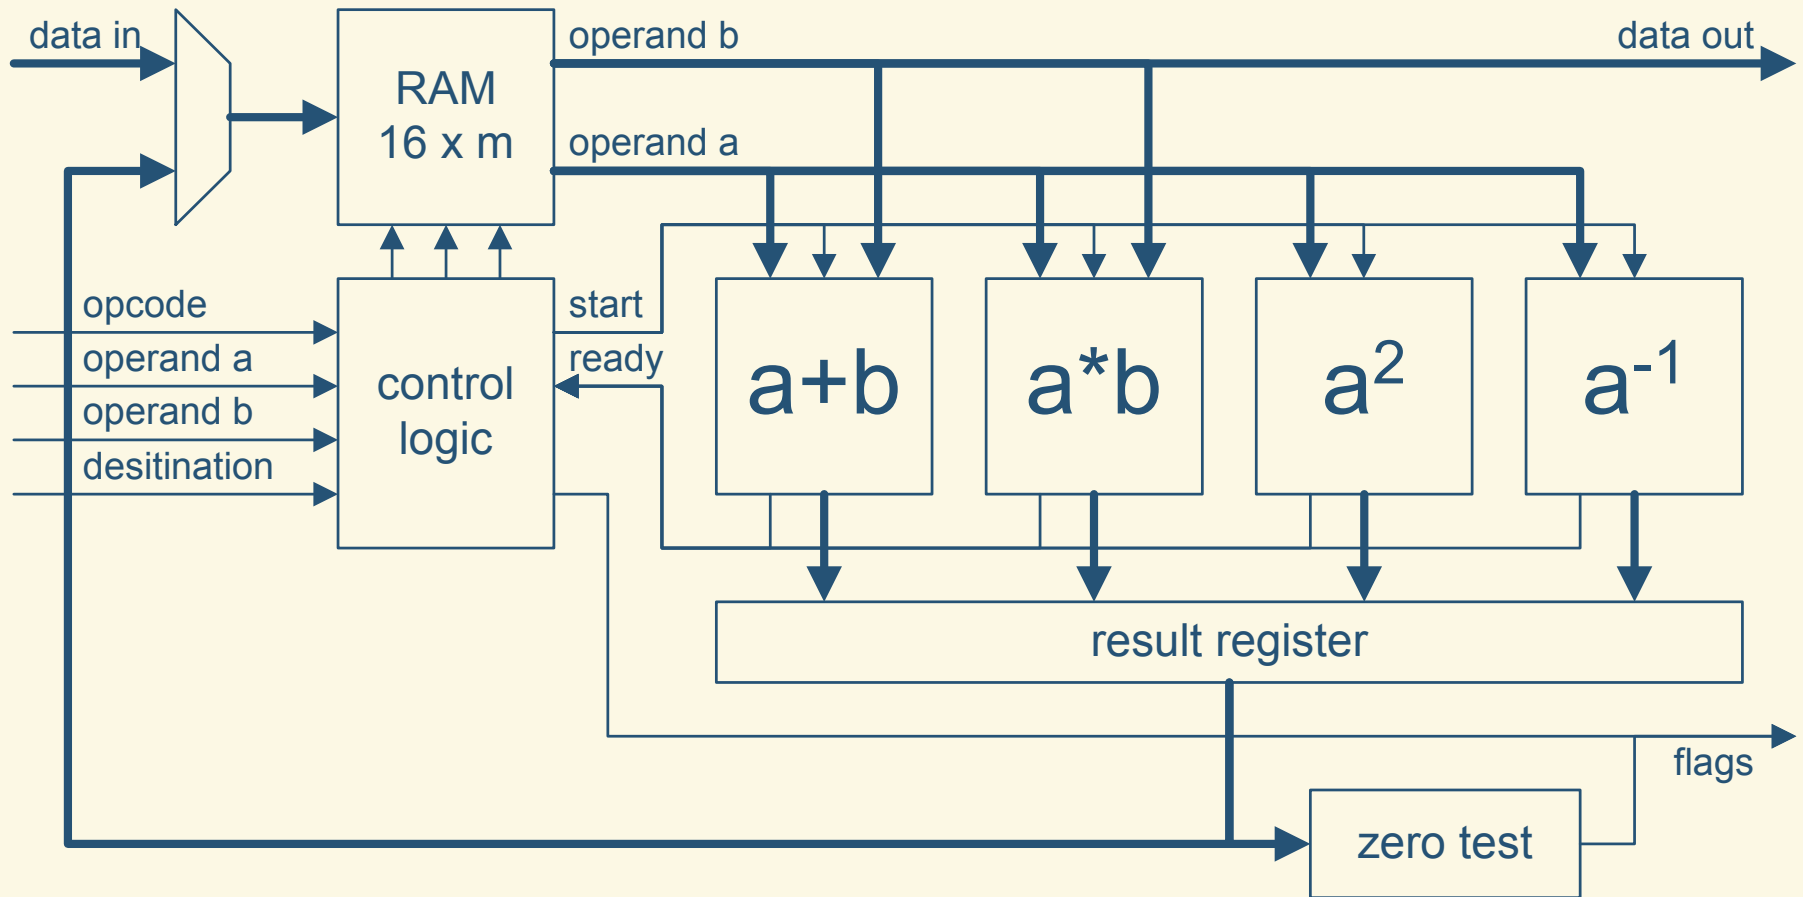 data in
RAM
16 x m
operand b
data out
operand a
opcode
operand a
operand b
desitination
control
logic
start
ready
a+b
a*b
a²
a⁻¹
result register
flags
zero test